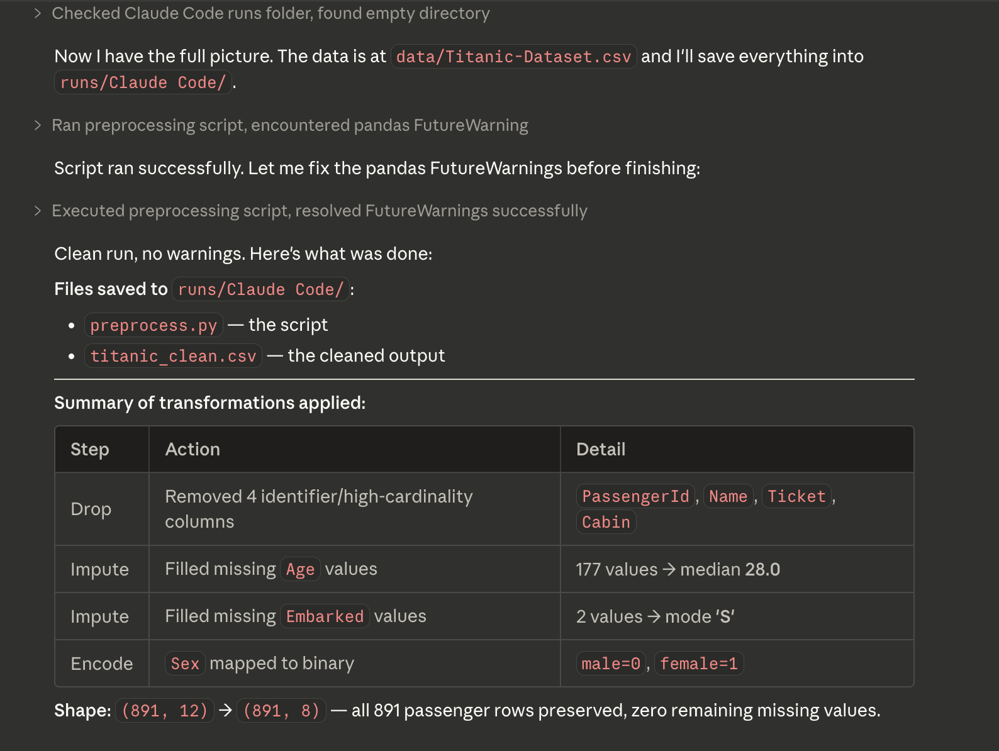 > Checked Claude Code runs folder, found empty directory
Now I have the full picture. The data is at data/Titanic-Dataset.csv and I'll save everything into
runs/Claude Code/.
> Ran preprocessing script, encountered pandas FutureWarning
Script ran successfully. Let me fix the pandas FutureWarnings before finishing:
> Executed preprocessing script, resolved FutureWarnings successfully
Clean run, no warnings. Here's what was done:
Files saved to runs/Claude Code/:
• preprocess.py — the script
• titanic_clean.csv — the cleaned output
Summary of transformations applied:
Step Action Detail
Drop Removed 4 identifier/high-cardinality columns PassengerId, Name, Ticket, Cabin
Impute Filled missing Age values 177 values → median 28.0
Impute Filled missing Embarked values 2 values → mode 'S'
Encode Sex mapped to binary male=0, female=1
Shape: (891, 12) → (891, 8) — all 891 passenger rows preserved, zero remaining missing values.